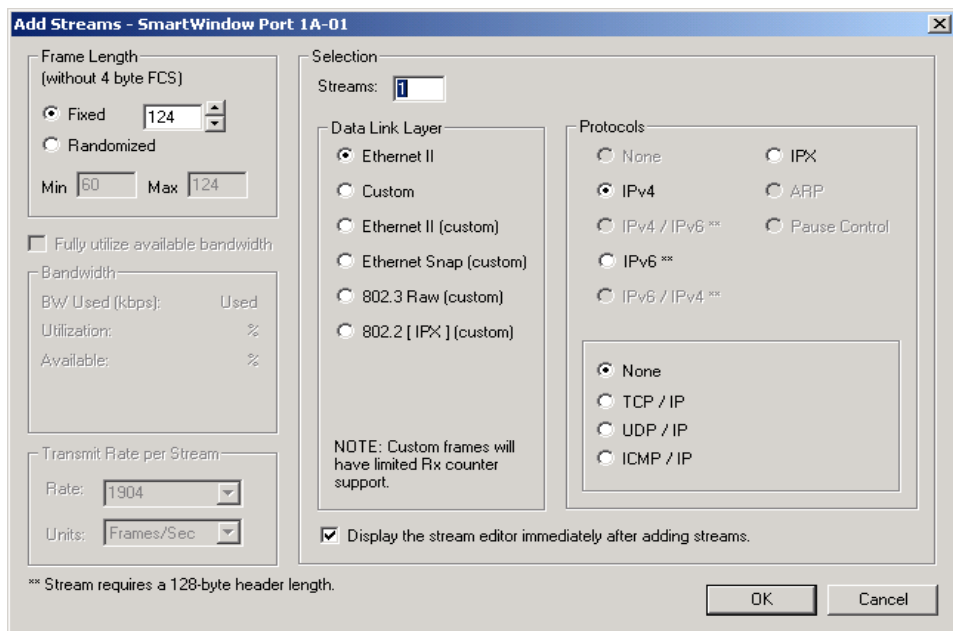 Add Streams - SmartWindow Port 1A-01
Frame Length
(without 4 byte FCS)
Fixed 124
Randomized
Min 60 Max 124
Fully utilize available bandwidth
Bandwidth
BW Used (kbps): Used
Utilization: %
Available: %
Transmit Rate per Stream
Rate: 1904
Units: Frames/Sec
Selection
Streams: 1
Data Link Layer
Ethernet II
Custom
Ethernet II (custom)
Ethernet Snap (custom)
802.3 Raw (custom)
802.2 [ IPX ] (custom)
NOTE: Custom frames will
have limited Rx counter
support.
Protocols
None IPX
IPv4 ARP
IPv4 / IPv6 ** Pause Control
IPv6 **
IPv6 / IPv4 **
None
TCP / IP
UDP / IP
ICMP / IP
Display the stream editor immediately after adding streams.
** Stream requires a 128-byte header length.
OK Cancel